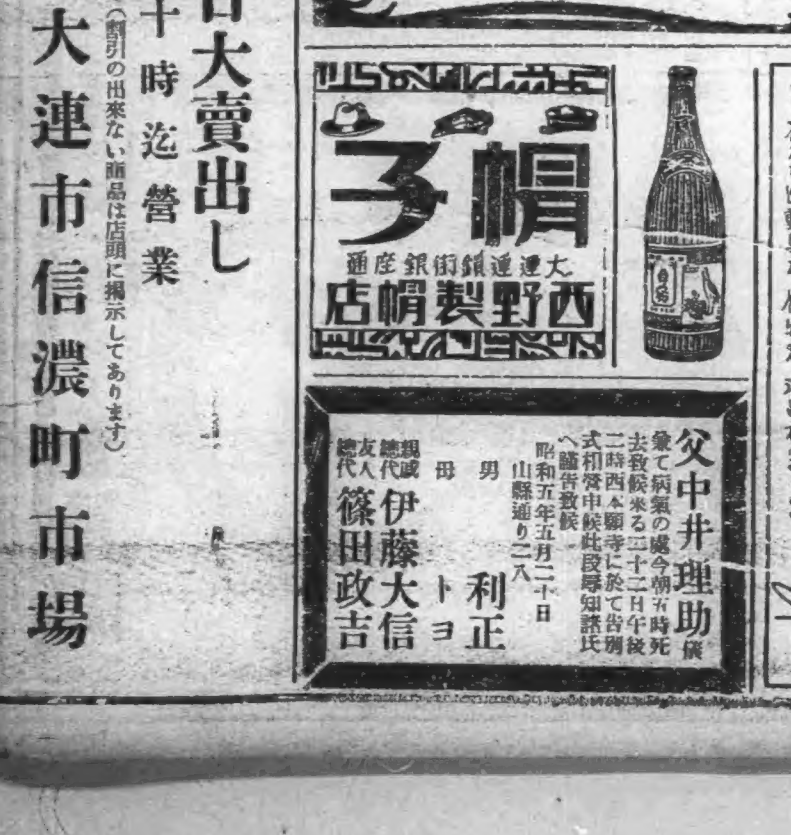 父中井理助儀
兼て病氣の處今朝五時死
去致候來る二十二日午後
二時西本願寺に於て告別
式相營申候此段辱知諸氏
へ謹告致候
昭和五年五月二十日
山縣通り二八
男 利正
母 トヨ
親戚總代 伊藤大信
友人總代 篠田政吉
帽子
大連連鎖街銀座通
西野製帽店
大賣出し
十時迄營業
(割引の出來ない商品は店頭に揭示してあります)
大連市信濃町市場